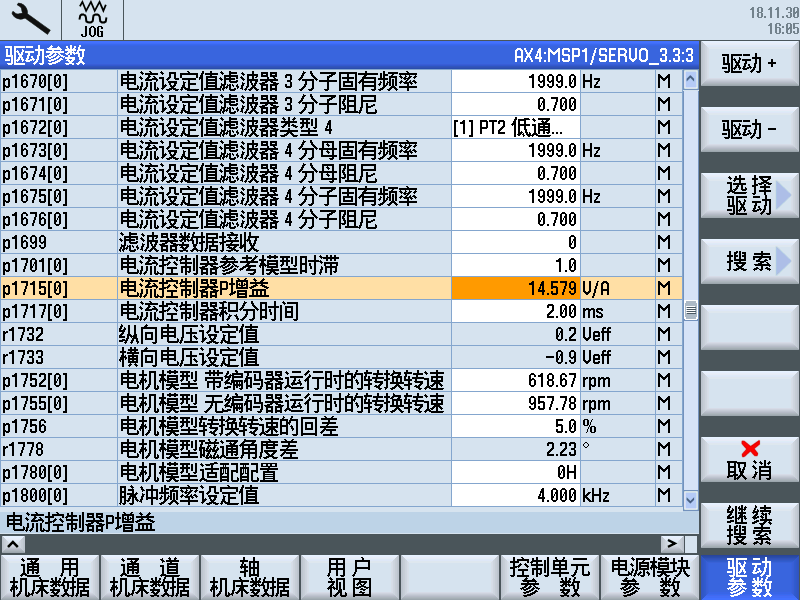 JOG
18.11.30
16:05
驱动参数 AX4:MSP1/SERVO_3.3:3
p1670[0] 电流设定值滤波器 3 分子固有频率 1999.0 Hz M
p1671[0] 电流设定值滤波器 3 分子阻尼 0.700 M
p1672[0] 电流设定值滤波器类型 4 [1] PT2 低通... M
p1673[0] 电流设定值滤波器 4 分母固有频率 1999.0 Hz M
p1674[0] 电流设定值滤波器 4 分母阻尼 0.700 M
p1675[0] 电流设定值滤波器 4 分子固有频率 1999.0 Hz M
p1676[0] 电流设定值滤波器 4 分子阻尼 0.700 M
p1699 滤波器数据接收 0 M
p1701[0] 电流控制器参考模型时滞 1.0 M
p1715[0] 电流控制器P增益 14.579 V/A M
p1717[0] 电流控制器积分时间 2.00 ms M
r1732 纵向电压设定值 0.2 Veff M
r1733 横向电压设定值 -0.9 Veff M
p1752[0] 电机模型 带编码器运行时的转换转速 618.67 rpm M
p1755[0] 电机模型 无编码器运行时的转换转速 957.78 rpm M
p1756 电机模型转换转速的回差 5.0 % M
r1778 电机模型磁通角度差 2.23 ° M
p1780[0] 电机模型适配配置 0H M
p1800[0] 脉冲频率设定值 4.000 kHz M
电流控制器P增益
驱动 +
驱动 -
选择
驱动
搜索
取消
继续
搜索
驱动
参数
通用
机床数据
通道
机床数据
轴
机床数据
用户
视图
控制单元
参数
电源模块
参数